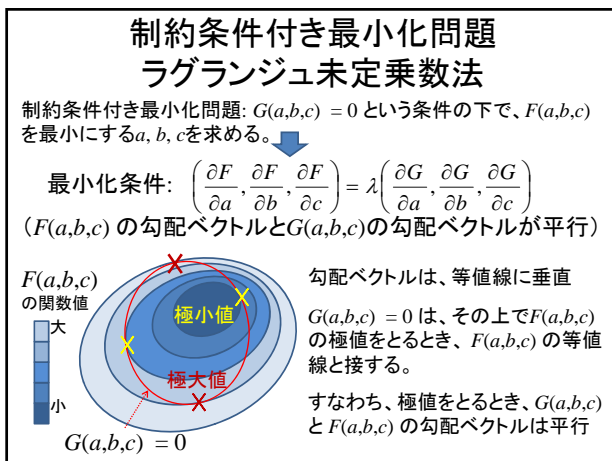 制約条件付き最小化問題
ラグランジュ未定乗数法
制約条件付き最小化問題: G(a,b,c) = 0 という条件の下で、F(a,b,c)
を最小にするa, b, cを求める。
最小化条件: (∂F/∂a, ∂F/∂b, ∂F/∂c) = λ(∂G/∂a, ∂G/∂b, ∂G/∂c)
(F(a,b,c) の勾配ベクトルとG(a,b,c)の勾配ベクトルが平行)
F(a,b,c)
の関数値
大
小
極小値
極大値
G(a,b,c) = 0
勾配ベクトルは、等値線に垂直
G(a,b,c) = 0 は、その上でF(a,b,c)
の極値をとるとき、F(a,b,c) の等値
線と接する。
すなわち、極値をとるとき、G(a,b,c)
と F(a,b,c) の勾配ベクトルは平行